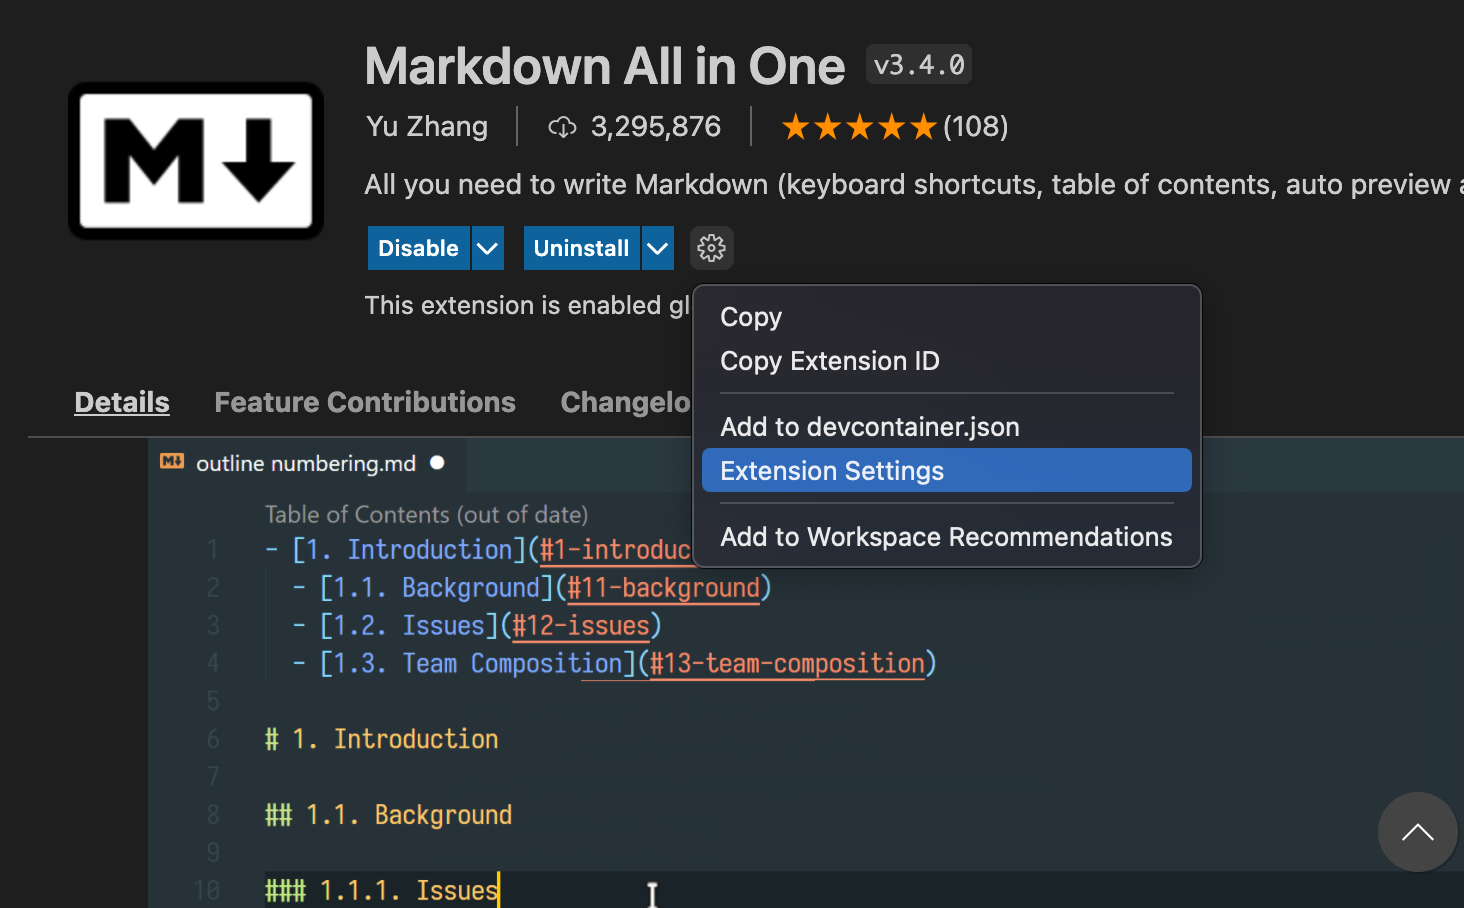 Markdown All in One v3.4.0
Yu Zhang 3,295,876 (108)
All you need to write Markdown (keyboard shortcuts, table of contents, auto preview
Disable Uninstall
This extension is enabled gl
Copy
Copy Extension ID
Add to devcontainer.json
Extension Settings
Add to Workspace Recommendations
Details Feature Contributions Changelo
outline numbering.md
Table of Contents (out of date)
1 - [1. Introduction](#1-introduc
2 - [1.1. Background](#11-background)
3 - [1.2. Issues](#12-issues)
4 - [1.3. Team Composition](#13-team-composition)
5
6 # 1. Introduction
7
8 ## 1.1. Background
9
10 ### 1.1.1. Issues